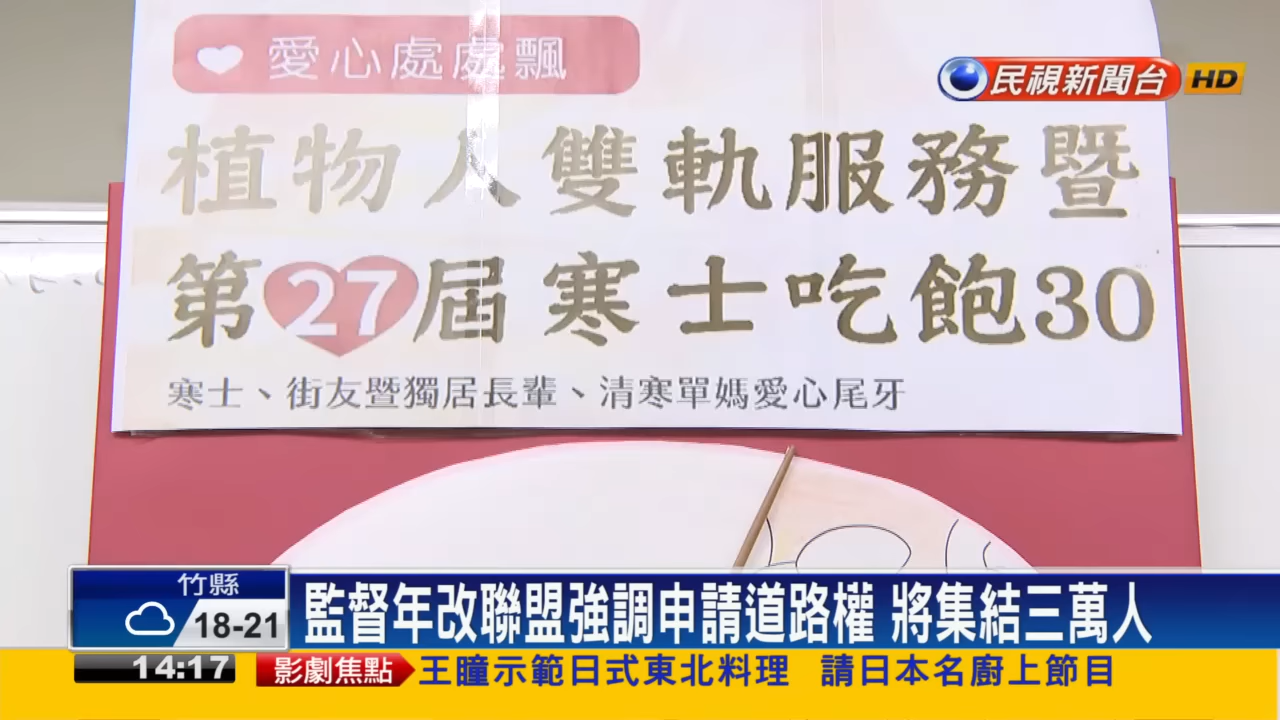 愛心處處飄
民視新聞台 HD
植物人雙軌服務暨
第27屆寒士吃飽30
寒士、街友暨獨居長輩、清寒單媽愛心尾牙
竹縣
18-21
監督年改聯盟強調申請道路權 將集結三萬人
14:17
影劇焦點
王瞳示範日式東北料理 請日本名廚上節目